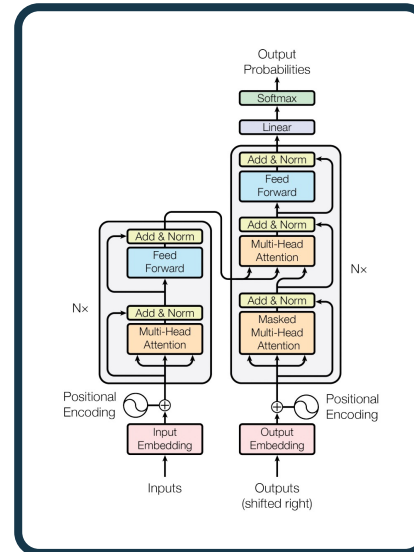 Output
Probabilities
Softmax
Linear
Add & Norm
Feed
Forward
Add & Norm
Multi-Head
Attention
Add & Norm
Masked
Multi-Head
Attention
N×
Positional
Encoding
Output
Embedding
Outputs
(shifted right)
Add & Norm
Feed
Forward
Add & Norm
Multi-Head
Attention
N×
Positional
Encoding
Input
Embedding
Inputs